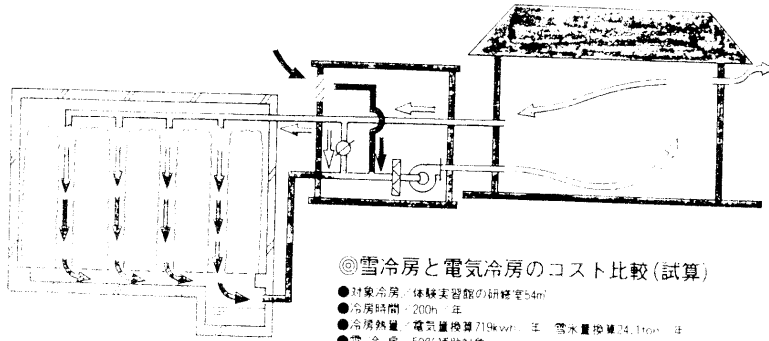 ◎雪冷房と電気冷房のコスト比較(試算)
●対象冷房／体験実習館の研修室54㎡
●冷房時間・200h／年
●冷房熱量／電気量換算719kwh／年 雪氷量換算24.1ton／年